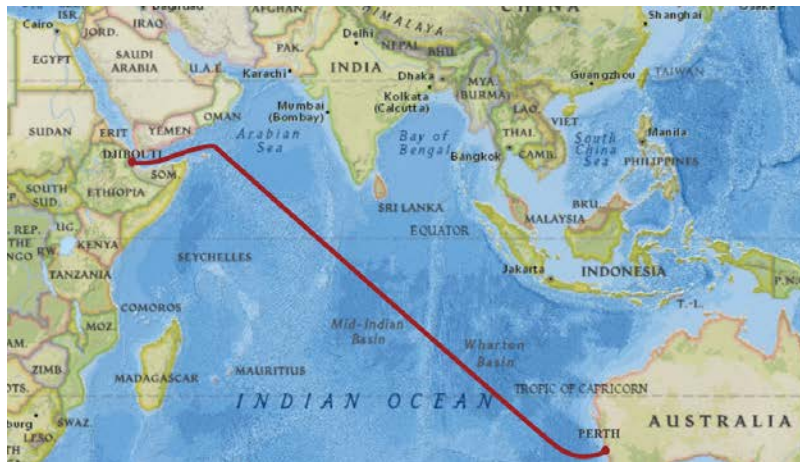 CHINA
Shanghai
ISR.
Cairo
IRAQ
JORD.
AFGHAN.
HIMALAYA
EGYPT
SAUDI
ARABIA
U.A.E.
PAK.
Karachi
Delhi
NEPAL
BHU.
INDIA
Dhaka
Kolkata
(Calcutta)
MYA.
(BURMA)
Guangzhou
TAIWAN
Mumbai
(Bombay)
OMAN
LAO.
VIET.
SUDAN
ERIT
YEMEN
Arabian
Sea
Bay of
Bengal
THAI.
Bangkok
CAMB.
South
China
Sea
Manila
PHILIPPINES
DJIBOUTI
SOM.
ETHIOPIA
SOUTH
SUD.
SRI LANKA
BRU.
MALAYSIA
EQUATOR
REP.
UG.
KENYA
RW.
SEYCHELLES
TANZANIA
Jakarta
INDONESIA
P.N.
COMOROS
T.-L.
MOZ.
Mid-Indian
Basin
Wharton
Basin
ZIMB.
MADAGASCAR
MAURITIUS
TROPIC OF CAPRICORN
INDIAN OCEAN
SWAZ.
LESO.
PERTH
AUSTRALIA